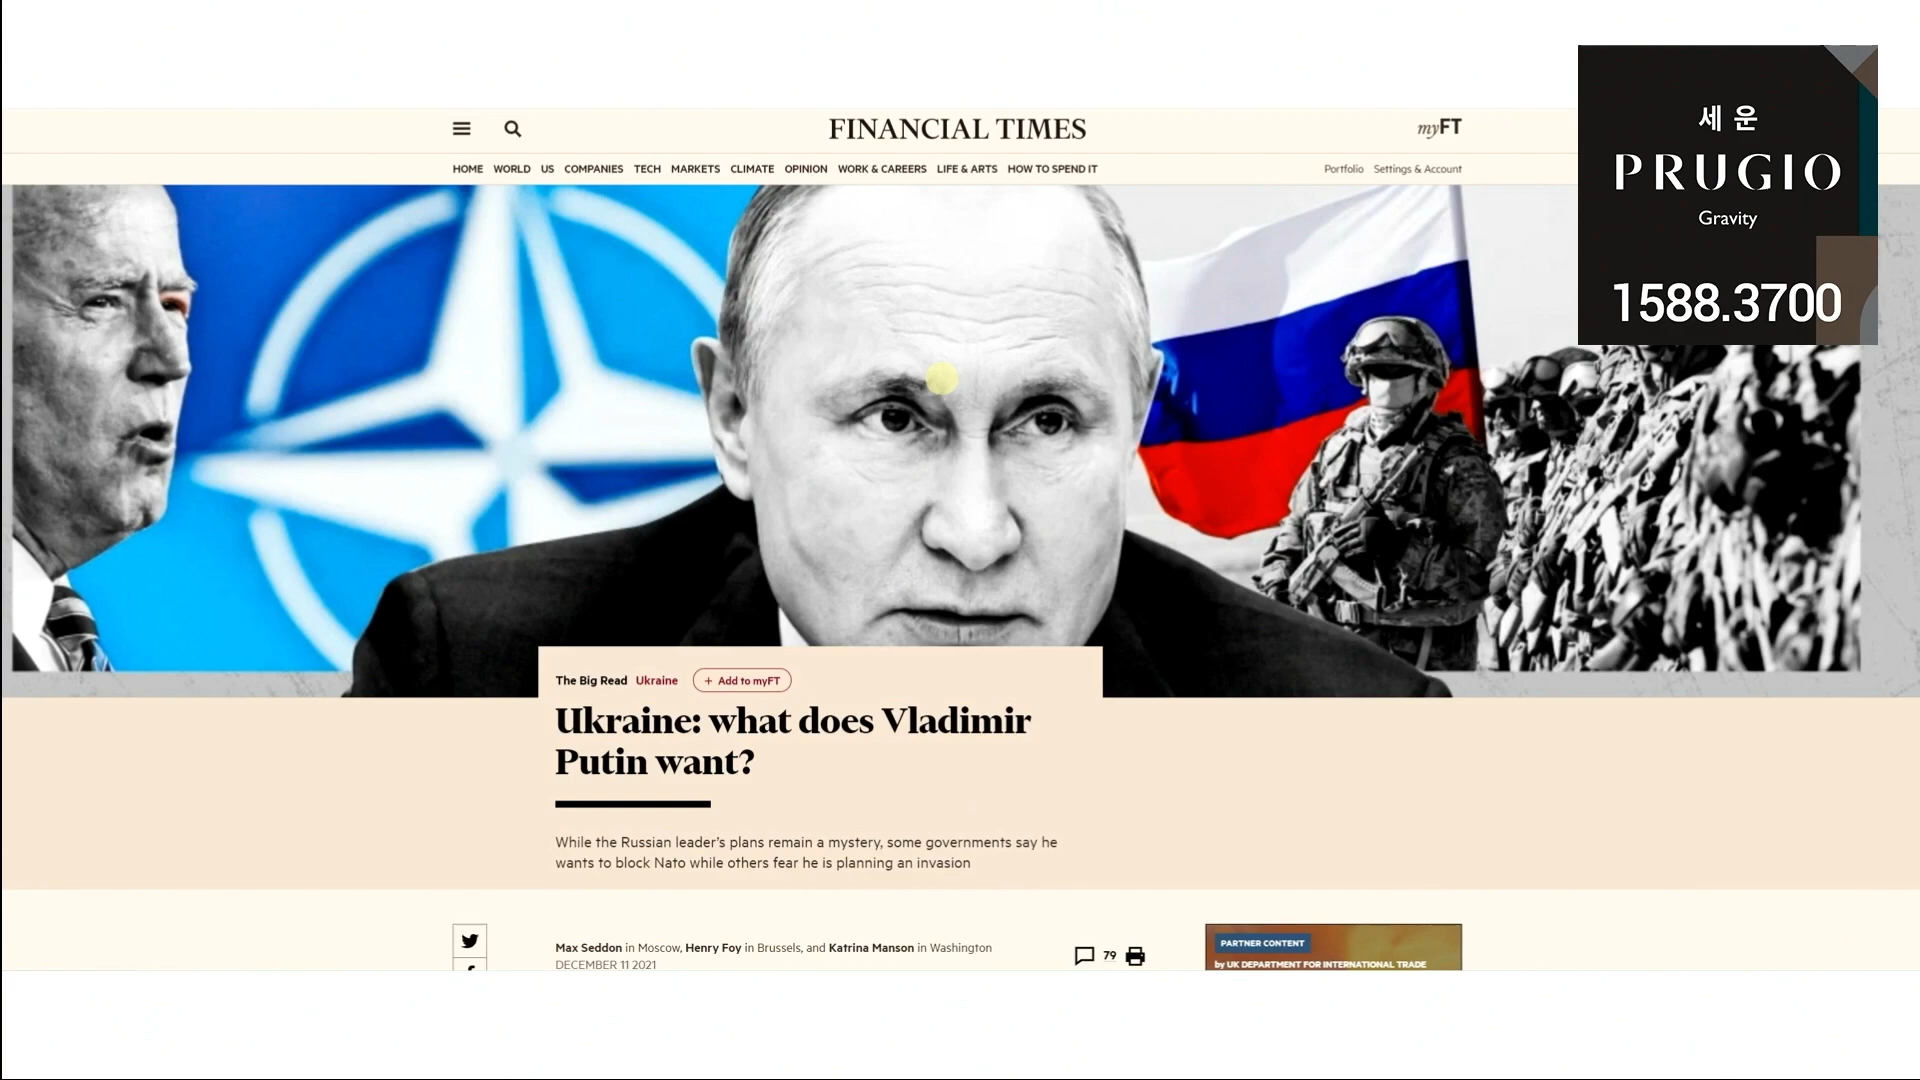 FINANCIAL TIMES
myFT
HOME WORLD US COMPANIES TECH MARKETS CLIMATE OPINION WORK & CAREERS LIFE & ARTS HOW TO SPEND IT
Portfolio Settings & Account
세운
PRUGIO
Gravity
1588.3700
The Big Read Ukraine + Add to myFT
Ukraine: what does Vladimir
Putin want?
While the Russian leader's plans remain a mystery, some governments say he
wants to block Nato while others fear he is planning an invasion
Max Seddon in Moscow, Henry Foy in Brussels, and Katrina Manson in Washington
DECEMBER 11 2021
79
PARTNER CONTENT
by UK DEPARTMENT FOR INTERNATIONAL TRADE